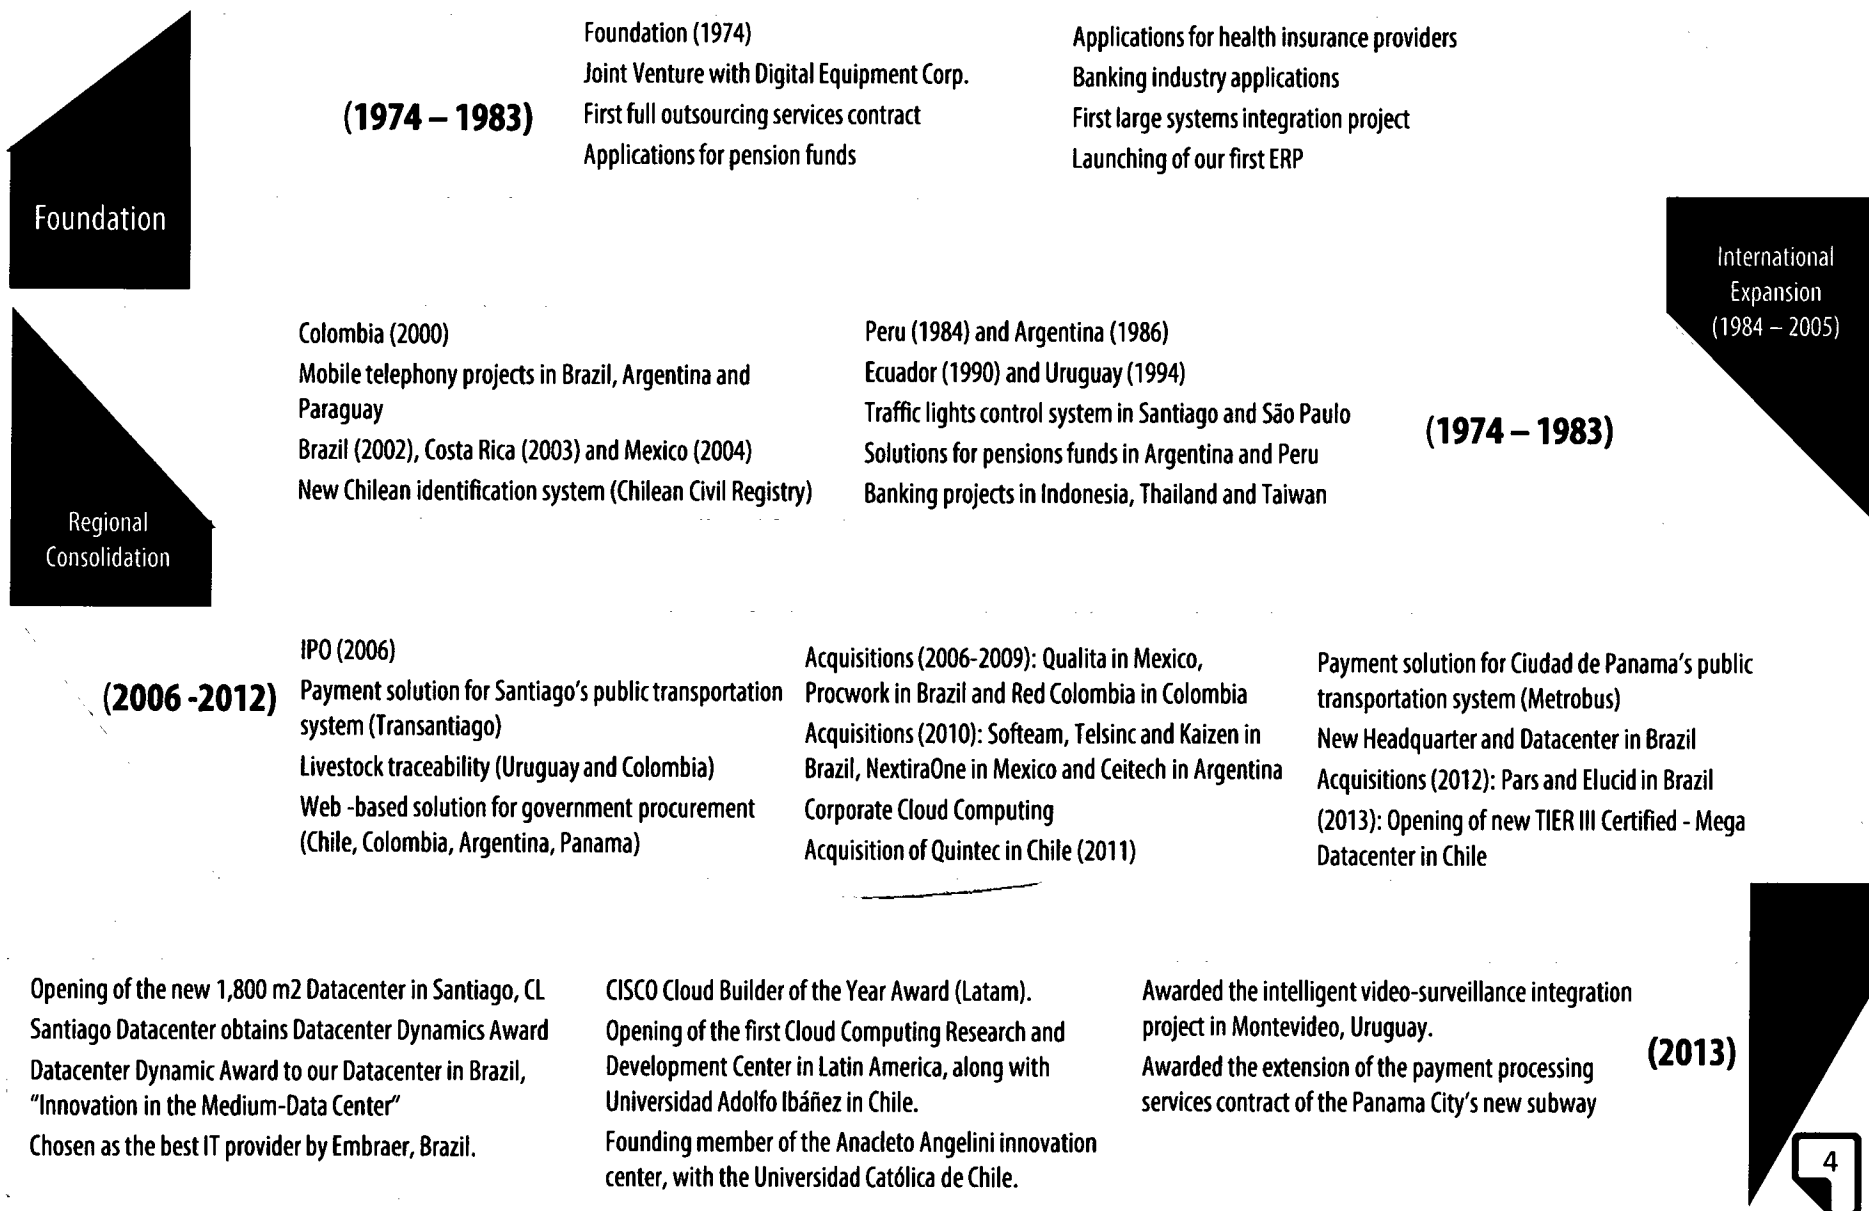 Foundation
(1974 – 1983)
Foundation (1974)
Joint Venture with Digital Equipment Corp.
First full outsourcing services contract
Applications for pension funds
Applications for health insurance providers
Banking industry applications
First large systems integration project
Launching of our first ERP
International
Expansion
(1984 – 2005)
Colombia (2000)
Mobile telephony projects in Brazil, Argentina and
Paraguay
Brazil (2002), Costa Rica (2003) and Mexico (2004)
New Chilean identification system (Chilean Civil Registry)
Peru (1984) and Argentina (1986)
Ecuador (1990) and Uruguay (1994)
Traffic lights control system in Santiago and São Paulo
Solutions for pensions funds in Argentina and Peru
Banking projects in Indonesia, Thailand and Taiwan
(1974 – 1983)
Regional
Consolidation
(2006 -2012)
IPO (2006)
Payment solution for Santiago's public transportation
system (Transantiago)
Livestock traceability (Uruguay and Colombia)
Web -based solution for government procurement
(Chile, Colombia, Argentina, Panama)
Acquisitions (2006-2009): Qualita in Mexico,
Procwork in Brazil and Red Colombia in Colombia
Acquisitions (2010): Softeam, Telsinc and Kaizen in
Brazil, NextiraOne in Mexico and Ceitech in Argentina
Corporate Cloud Computing
Acquisition of Quintec in Chile (2011)
Payment solution for Ciudad de Panama's public
transportation system (Metrobus)
New Headquarter and Datacenter in Brazil
Acquisitions (2012): Pars and Elucid in Brazil
(2013): Opening of new TIER III Certified - Mega
Datacenter in Chile
Opening of the new 1,800 m2 Datacenter in Santiago, CL
Santiago Datacenter obtains Datacenter Dynamics Award
Datacenter Dynamic Award to our Datacenter in Brazil,
"Innovation in the Medium-Data Center"
Chosen as the best IT provider by Embraer, Brazil.
CISCO Cloud Builder of the Year Award (Latam).
Opening of the first Cloud Computing Research and
Development Center in Latin America, along with
Universidad Adolfo Ibáñez in Chile.
Founding member of the Anacleto Angelini innovation
center, with the Universidad Católica de Chile.
Awarded the intelligent video-surveillance integration
project in Montevideo, Uruguay.
Awarded the extension of the payment processing
services contract of the Panama City's new subway
(2013)
4